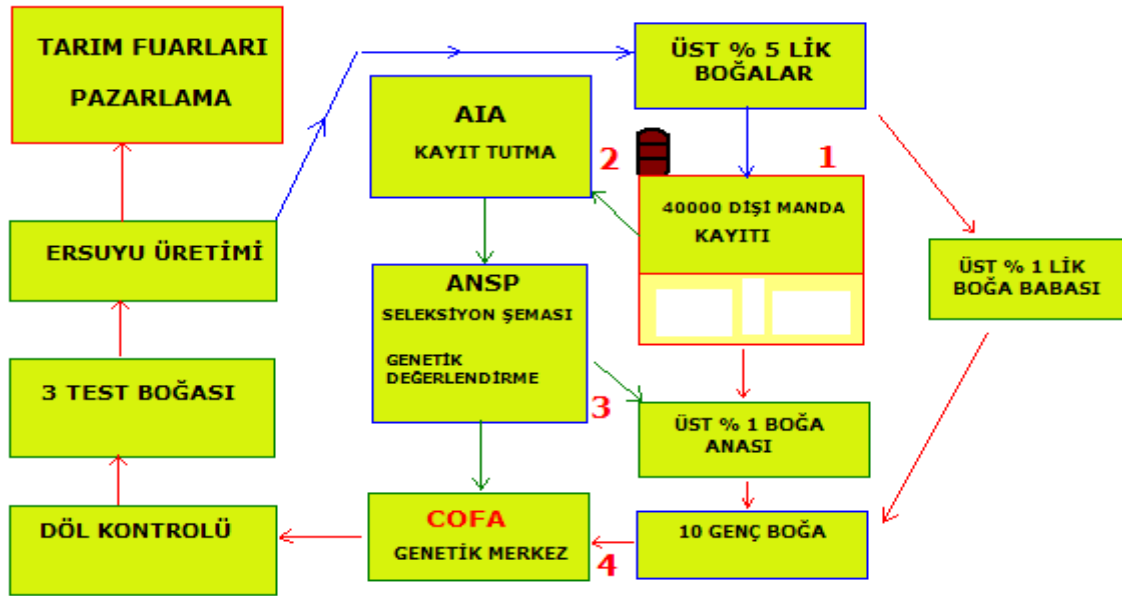 TARIM FUARLARI
PAZARLAMA
ÜST % 5 LİK
BOĞALAR
AIA
KAYIT TUTMA
2
1
40000 DİŞİ MANDA
KAYITI
ERSUYU ÜRETİMİ
ÜST % 1 LİK
BOĞA BABASI
ANSP
SELEKSİYON ŞEMASI
GENETİK
DEĞERLENDİRME
3
3 TEST BOĞASI
ÜST % 1 BOĞA
ANASI
DÖL KONTROLÜ
COFA
GENETİK MERKEZ
4
10 GENÇ BOĞA